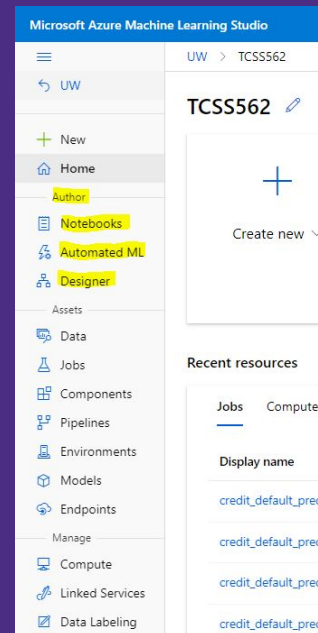 Microsoft Azure Machine Learning Studio
UW > TCSS562
UW
TCSS562
New
Home
Author
Notebooks
Automated ML
Designer
Create new
Assets
Data
Jobs
Components
Pipelines
Environments
Models
Endpoints
Manage
Compute
Linked Services
Data Labeling
Recent resources
Jobs Compute
Display name
credit_default_pred
credit_default_pred
credit_default_pred
credit_default_pred